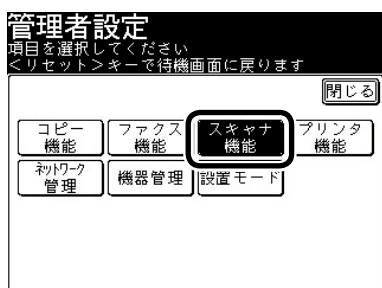 管理者設定
項目を選択してください
<リセット>キーで待機画面に戻ります
閉じる
コピー
機能
ファクス
機能
スキャナ
機能
プリンタ
機能
ネットワーク
管理
機器管理
設置モード